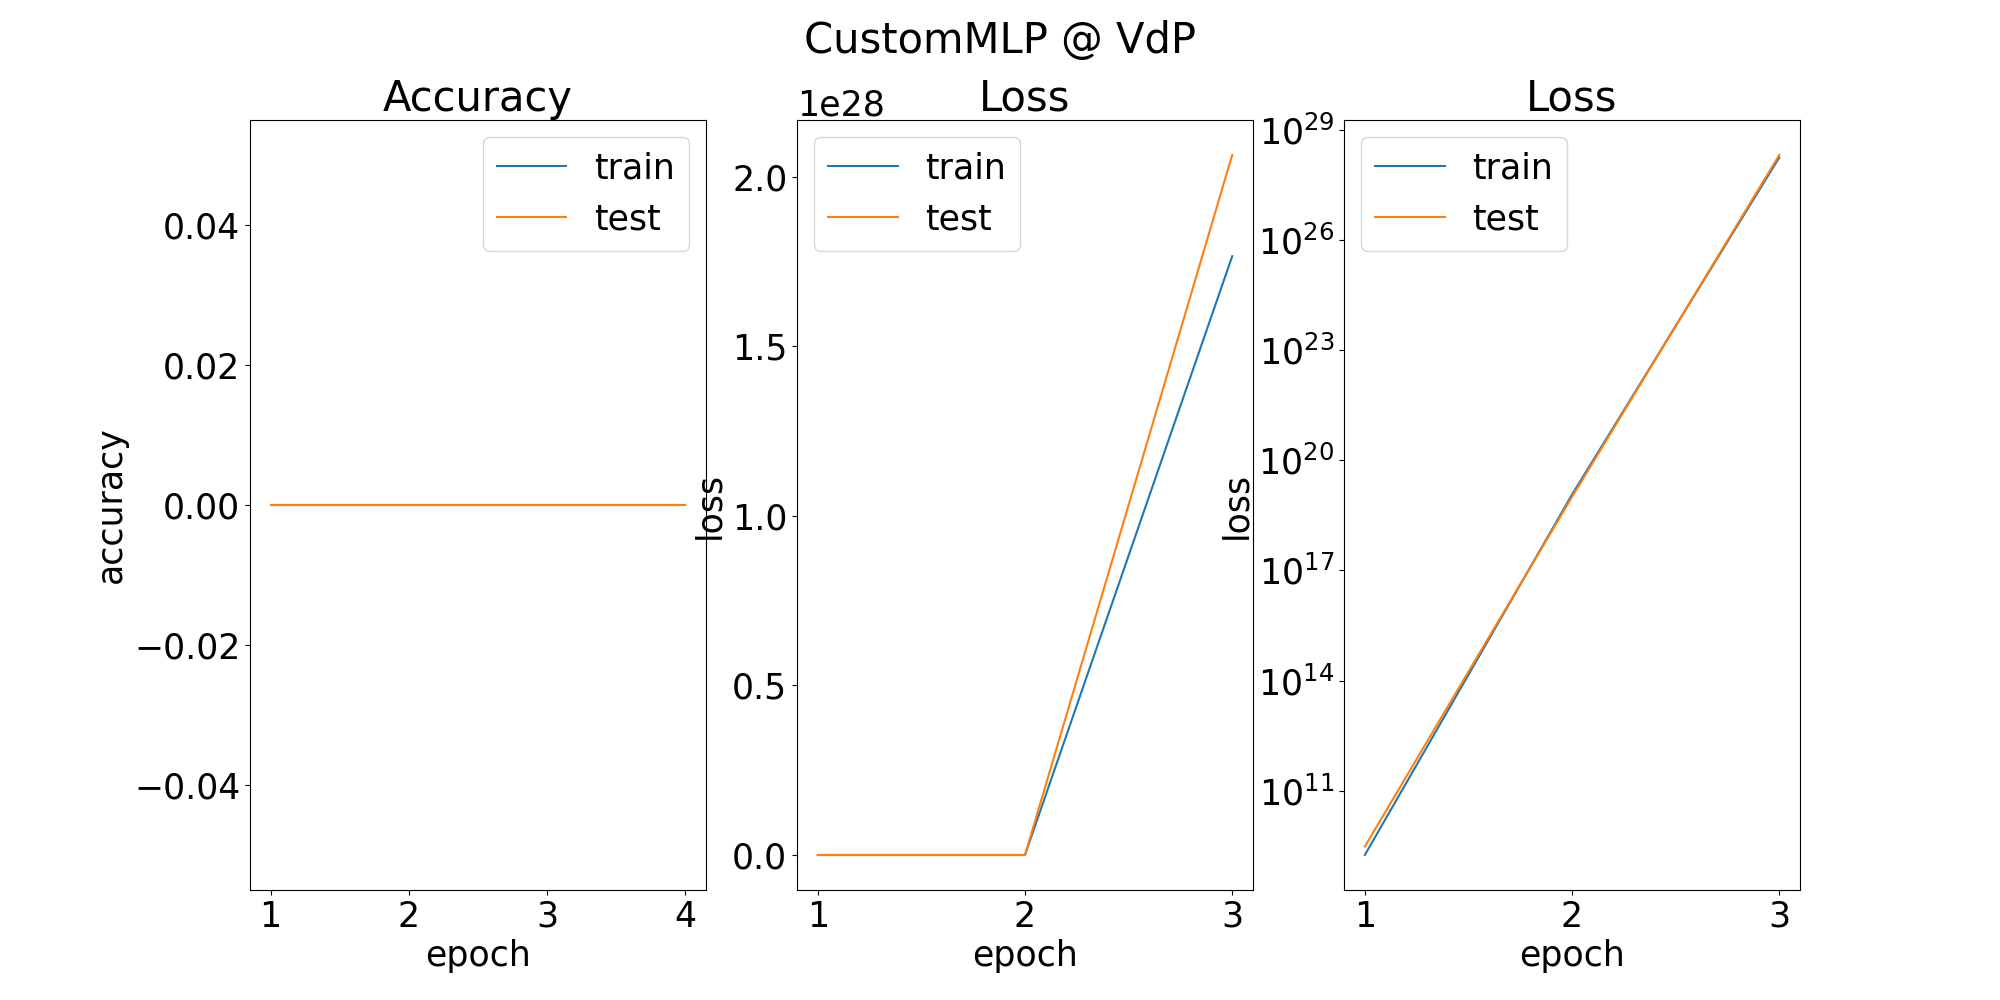 CustomMLP @ VdP
Accuracy
train
test
0.04
0.02
0.00
−0.02
−0.04
accuracy
1 2 3 4
epoch
Loss
1e28
train
test
2.0
1.5
1.0
0.5
0.0
loss
1 2 3
epoch
Loss
train
test
10^29
10^26
10^23
10^20
10^17
10^14
10^11
loss
1 2 3
epoch